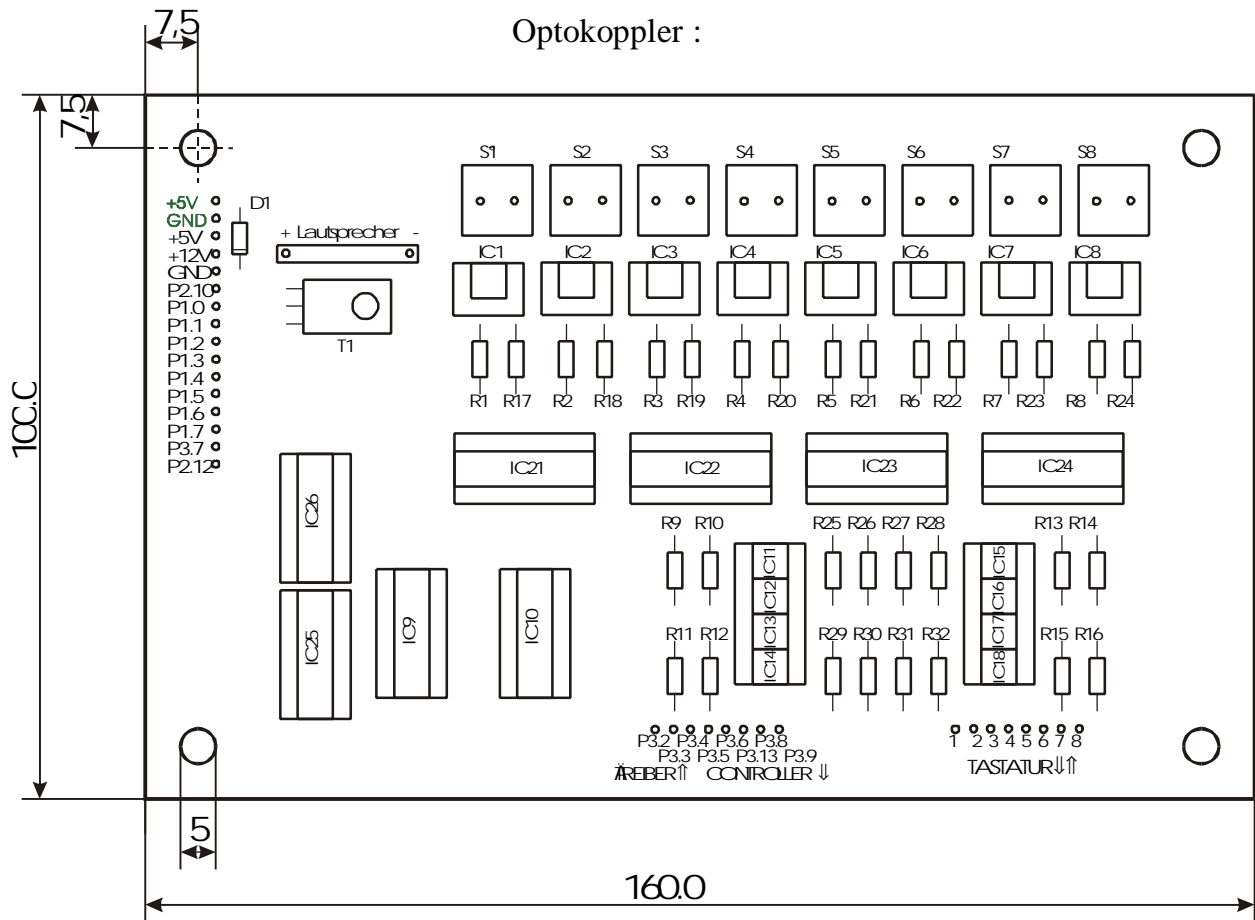 7,5
Optokoppler :
7,5
S1 S2 S3 S4 S5 S6 S7 S8
+5V
GND
+5V
+12V
GND
P2.10
P1.0
P1.1
P1.2
P1.3
P1.4
P1.5
P1.6
P1.7
P3.7
P2.12
D1
+ Lautsprecher -
T1
IC1 IC2 IC3 IC4 IC5 IC6 IC7 IC8
R1 R17 R2 R18 R3 R19 R4 R20 R5 R21 R6 R22 R7 R23 R8 R24
100.C
IC21 IC22 IC23 IC24
IC26
IC25
IC9
IC10
R9 R10 R25 R26 R27 R28 R13 R14
IC11
IC12
IC13
IC14
IC15
IC16
IC17
IC18
R11 R12 R29 R30 R31 R32 R15 R16
P3.2 P3.4 P3.6 P3.8
P3.3 P3.5 P3.13 P3.9
REIBER⇑ CONTROLLER ⇓
1 2 3 4 5 6 7 8
TASTATUR⇓⇑
5
160.0